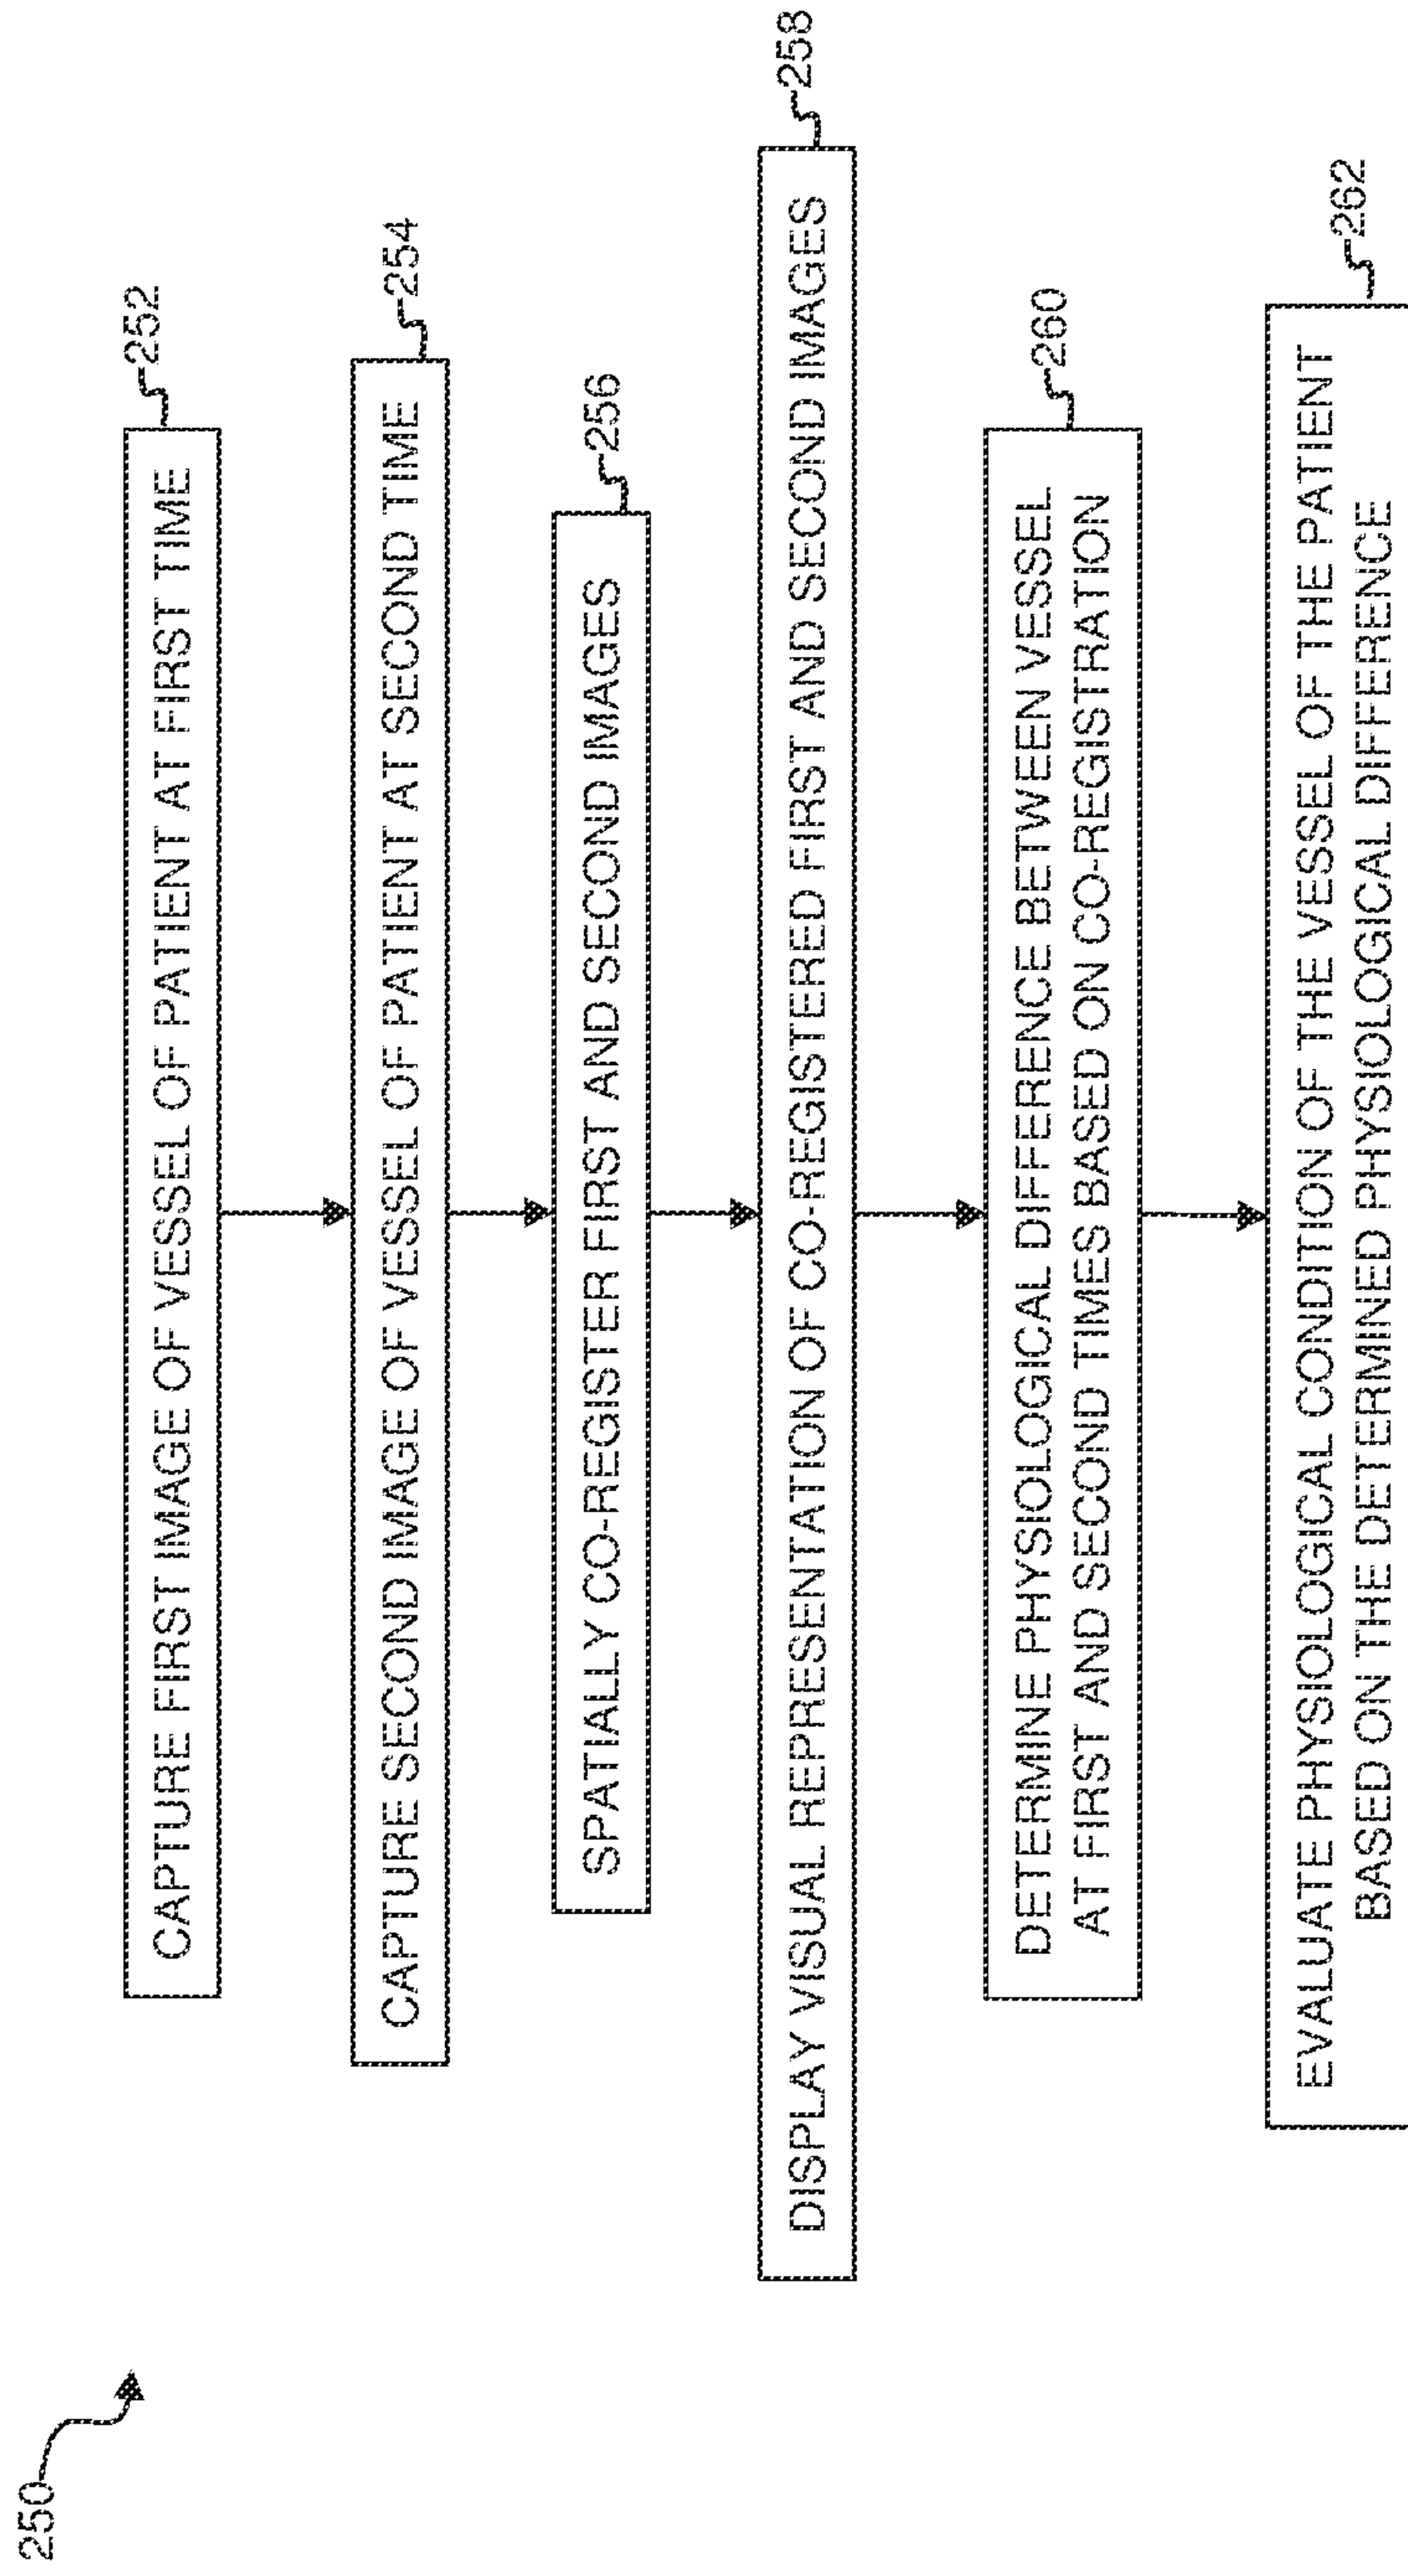 250
CAPTURE FIRST IMAGE OF VESSEL OF PATIENT AT FIRST TIME
252
CAPTURE SECOND IMAGE OF VESSEL OF PATIENT AT SECOND TIME
254
SPATIALLY CO-REGISTER FIRST AND SECOND IMAGES
256
DISPLAY VISUAL REPRESENTATION OF CO-REGISTERED FIRST AND SECOND IMAGES
258
DETERMINE PHYSIOLOGICAL DIFFERENCE BETWEEN VESSEL
AT FIRST AND SECOND TIMES BASED ON CO-REGISTRATION
260
EVALUATE PHYSIOLOGICAL CONDITION OF THE VESSEL OF THE PATIENT
BASED ON THE DETERMINED PHYSIOLOGICAL DIFFERENCE
262